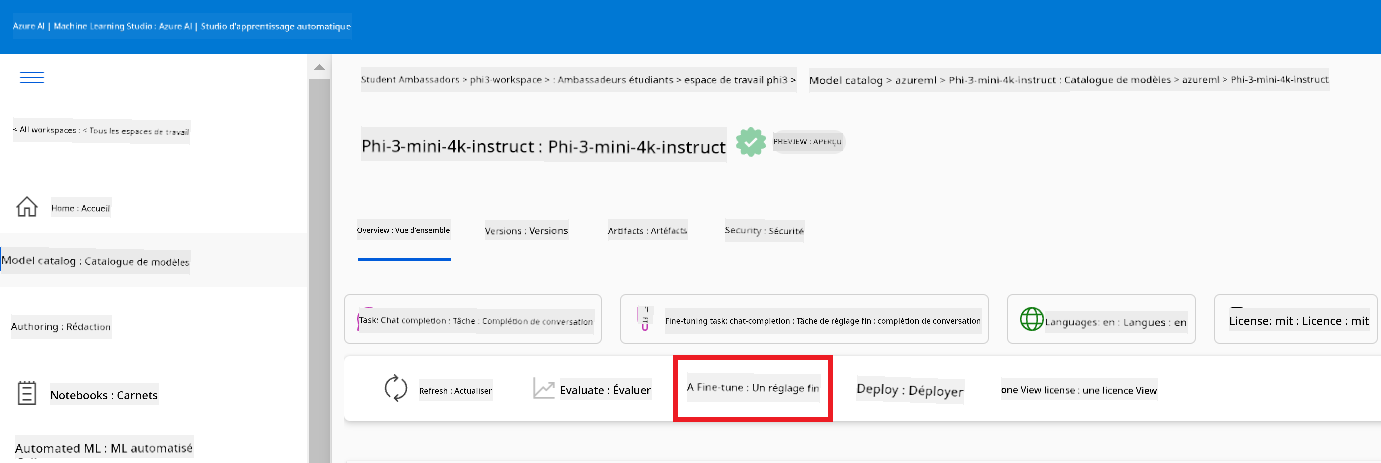 Azure AI | Machine Learning Studio : Azure AI | Studio d'apprentissage automatique
Student Ambassadors > phi3-workspace > : Ambassadeurs étudiants > espace de travail phi3 >
Model catalog > azureml > Phi-3-mini-4k-instruct : Catalogue de modèles > azureml > Phi-3-mini-4k-instruct
< All workspaces : < Tous les espaces de travail
Phi-3-mini-4k-instruct : Phi-3-mini-4k-instruct
PREVIEW : APERÇU
Home : Accueil
Overview : Vue d'ensemble
Versions : Versions
Artifacts : Artéfacts
Security : Sécurité
Model catalog : Catalogue de modèles
Authoring : Rédaction
Task: Chat completion : Tâche : Complétion de conversation
Fine-tuning task: chat-completion : Tâche de réglage fin : complétion de conversation
Languages: en : Langues : en
License: mit : Licence : mit
Notebooks : Carnets
Refresh : Actualiser
Evaluate : Évaluer
A Fine-tune : Un réglage fin
Deploy : Déployer
one View license : une licence View
Automated ML : ML automatisé